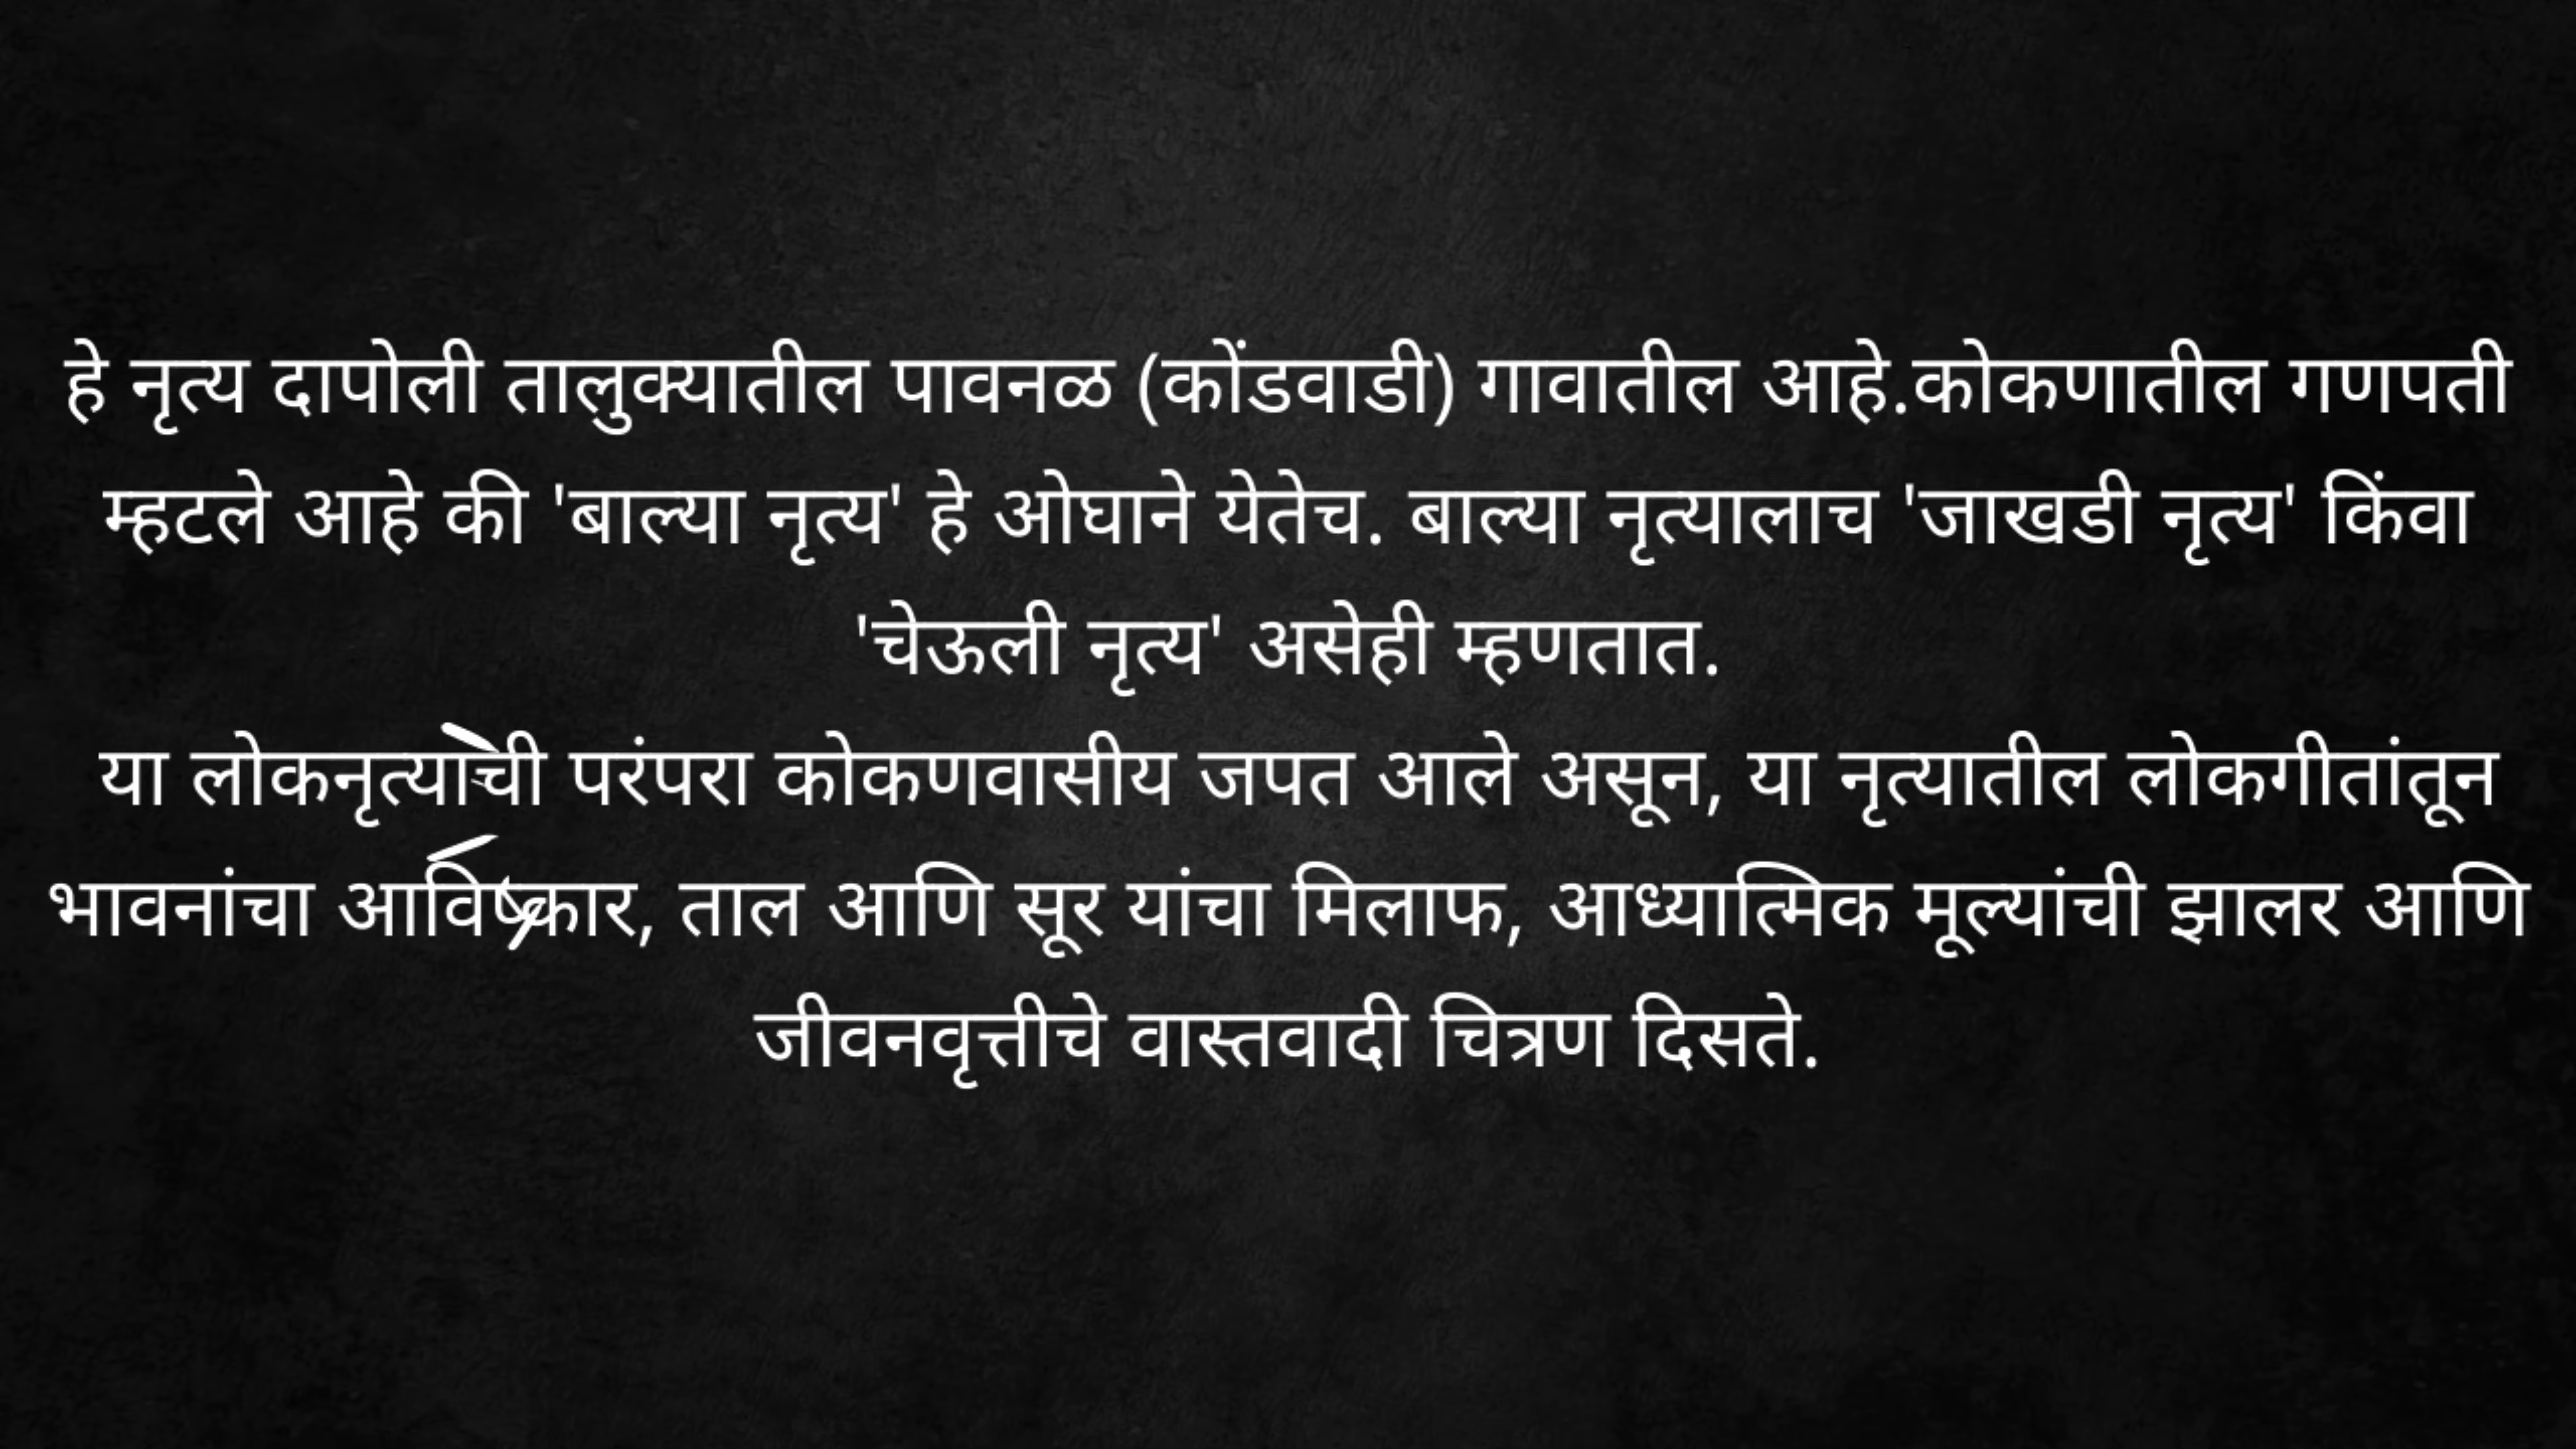 हे नृत्य दापोली तालुक्यातील पावनळ (कोंडवाडी) गावातील आहे.कोकणातील गणपती
म्हटले आहे की 'बाल्या नृत्य' हे ओघाने येतेच. बाल्या नृत्यालाच 'जाखडी नृत्य' किंवा
'चेऊली नृत्य' असेही म्हणतात.
या परंपरा कोकणवासीय जपत आले असून, या नृत्यातील लोकगीतांतून
भावनांचा आविष्कार, ताल आणि सूर यांचा मिलाफ, आध्यात्मिक मूल्यांची झालर आणि
जीवनवृत्तीचे वास्तवादी चित्रण दिसते.